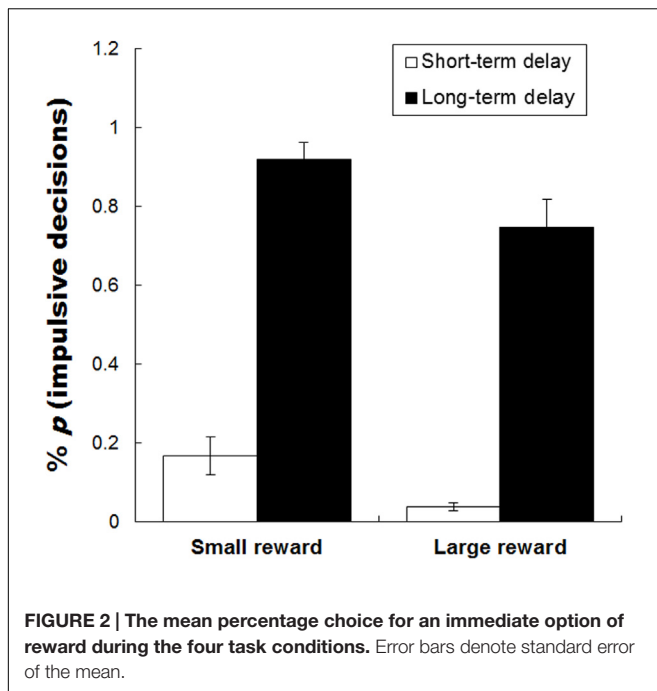 1.2
1
0.8
0.6
0.4
0.2
0
% p (impulsive decisions)
Short-term delay
Long-term delay
Small reward
Large reward
FIGURE 2 | The mean percentage choice for an immediate option of
reward during the four task conditions. Error bars denote standard error
of the mean.